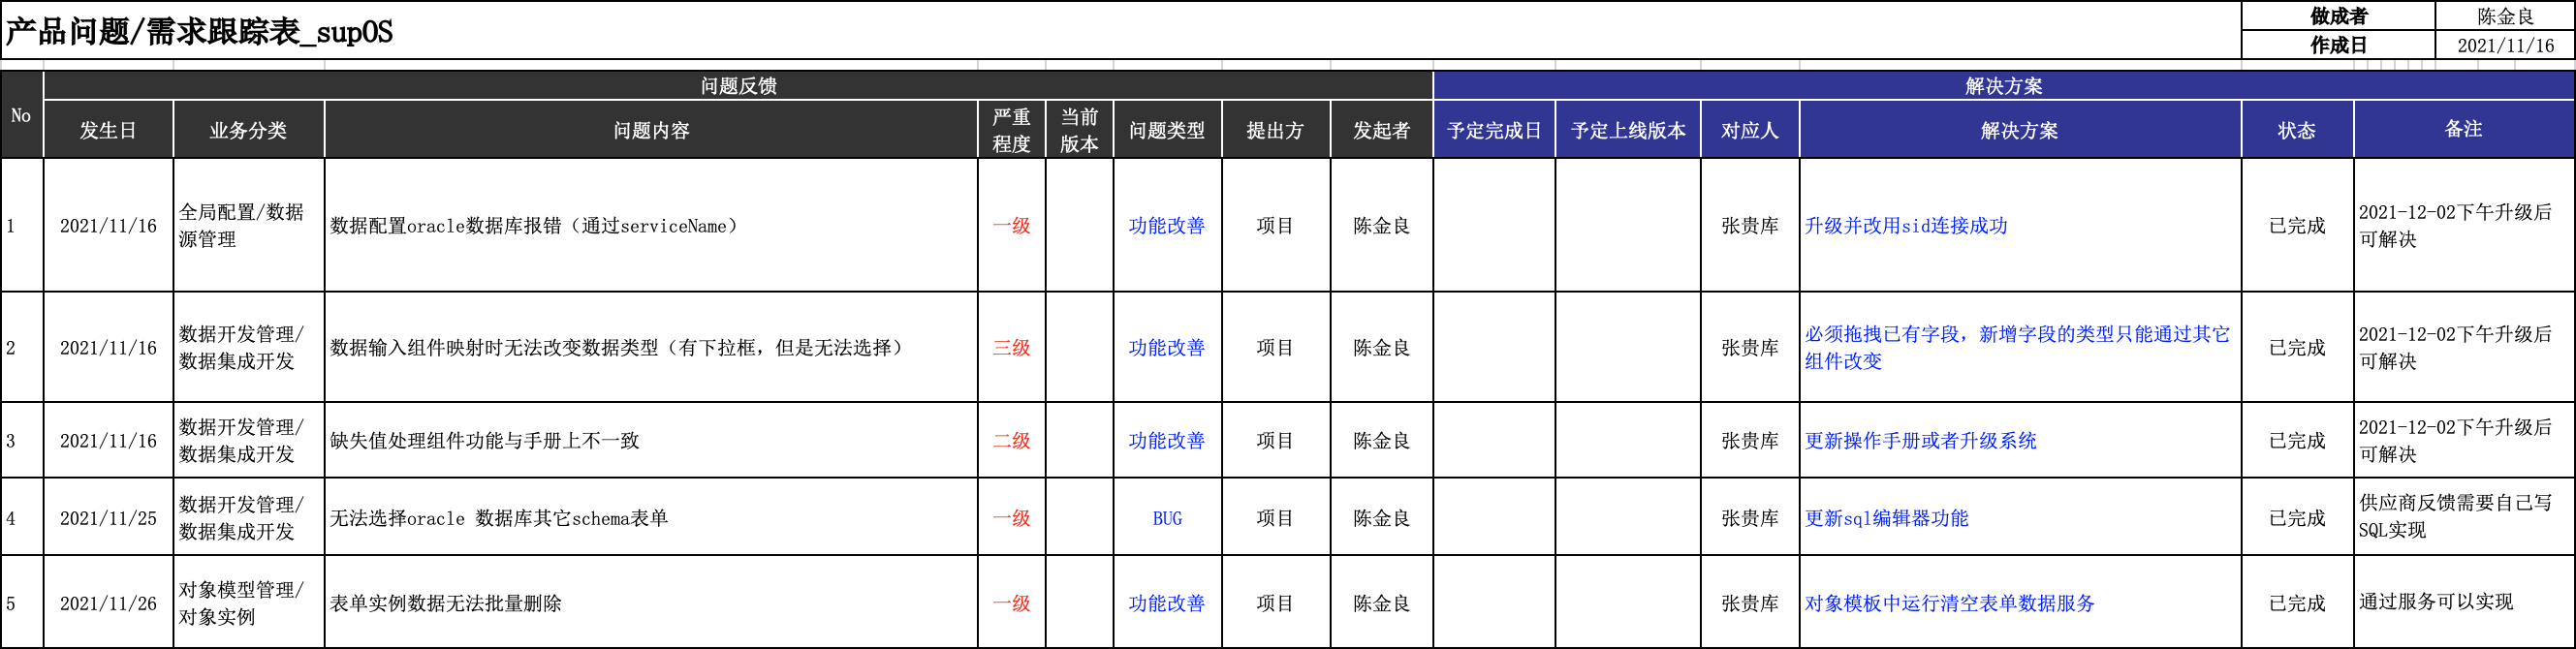 产品问题/需求跟踪表_supOS
做成者 陈金良
作成日 2021/11/16
No 问题反馈 解决方案
发生日 业务分类 问题内容 严重程度 当前版本 问题类型 提出方 发起者 予定完成日 予定上线版本 对应人 解决方案 状态 备注
1 2021/11/16 全局配置/数据源管理 数据配置oracle数据库报错（通过serviceName） 一级 功能改善 项目 陈金良 张贵库 升级并改用sid连接成功 已完成 2021-12-02下午升级后可解决
2 2021/11/16 数据开发管理/数据集成开发 数据输入组件映射时无法改变数据类型（有下拉框，但是无法选择） 三级 功能改善 项目 陈金良 张贵库 必须拖拽已有字段，新增字段的类型只能通过其它组件改变 已完成 2021-12-02下午升级后可解决
3 2021/11/16 数据开发管理/数据集成开发 缺失值处理组件功能与手册上不一致 二级 功能改善 项目 陈金良 张贵库 更新操作手册或者升级系统 已完成 2021-12-02下午升级后可解决
4 2021/11/25 数据开发管理/数据集成开发 无法选择oracle 数据库其它schema表单 一级 BUG 项目 陈金良 张贵库 更新sql编辑器功能 已完成 供应商反馈需要自己写SQL实现
5 2021/11/26 对象模型管理/对象实例 表单实例数据无法批量删除 一级 功能改善 项目 陈金良 张贵库 对象模板中运行清空表单数据服务 已完成 通过服务可以实现